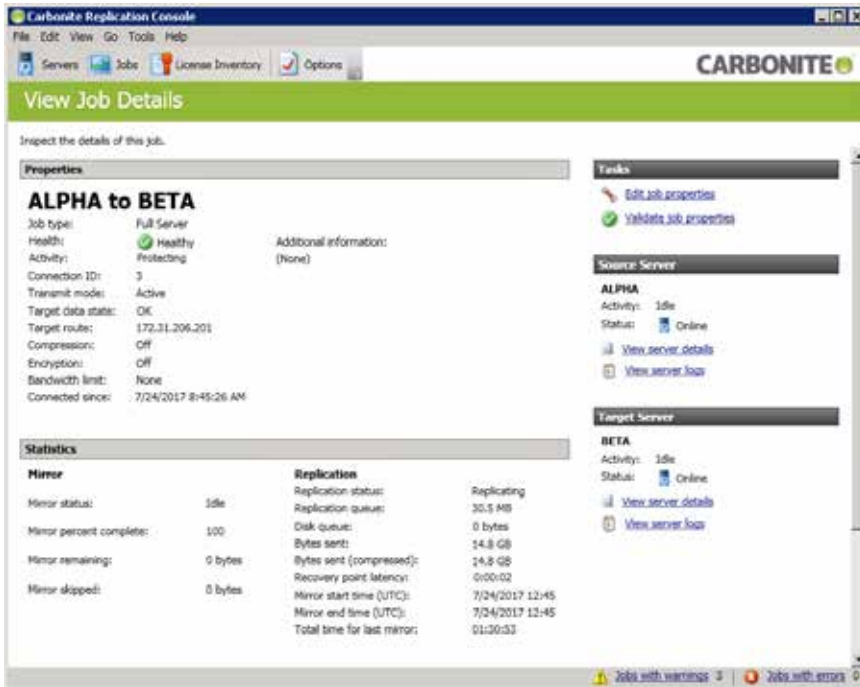 Carbonite Replication Console
File Edit View Go Tools Help
Servers Jobs License Inventory Options
CARBONITE
View Job Details
Inspect the details of this job.
Properties
ALPHA to BETA
Job type: Full Server
Health: Healthy
Additional information:
Activity: Protecting
(None)
Connection ID: 3
Transmit mode: Active
Target data state: OK
Target route: 172.31.206.201
Compression: Off
Encryption: Off
Bandwidth limit: None
Connected since: 7/24/2017 8:45:26 AM
Statistics
Mirror
Mirror status: Idle
Mirror percent complete: 100
Mirror remaining: 0 bytes
Mirror skipped: 0 bytes
Replication
Replication status: Replicating
Replication queue: 30.5 MB
Disk queue: 0 bytes
Bytes sent: 14.8 GB
Bytes sent (compressed): 14.8 GB
Recovery point latency: 0:00:02
Mirror start time (UTC): 7/24/2017 12:45
Mirror end time (UTC): 7/24/2017 12:45
Total time for last mirror: 01:30:53
Tasks
Edit job properties
Validate job properties
Source Server
ALPHA
Activity: Idle
Status: Online
View server details
View server logs
Target Server
BETA
Activity: Idle
Status: Online
View server details
View server logs
Jobs with warnings 3
Jobs with errors 0